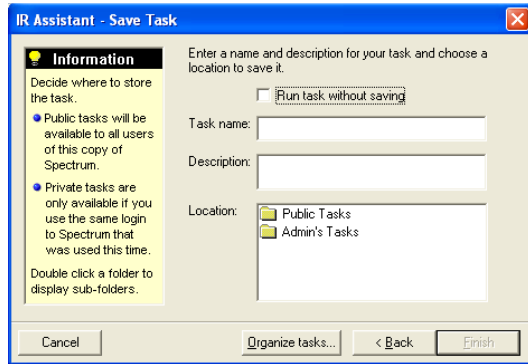 IR Assistant - Save Task
Information
Decide where to store
the task.
Public tasks will be
available to all users
of this copy of
Spectrum.
Private tasks are
only available if you
use the same login
to Spectrum that
was used this time.
Double click a folder to
display sub-folders.
Enter a name and description for your task and choose a
location to save it.
Run task without saving
Task name:
Description:
Location:
Public Tasks
Admin's Tasks
Cancel
Organize tasks...
< Back
Finish